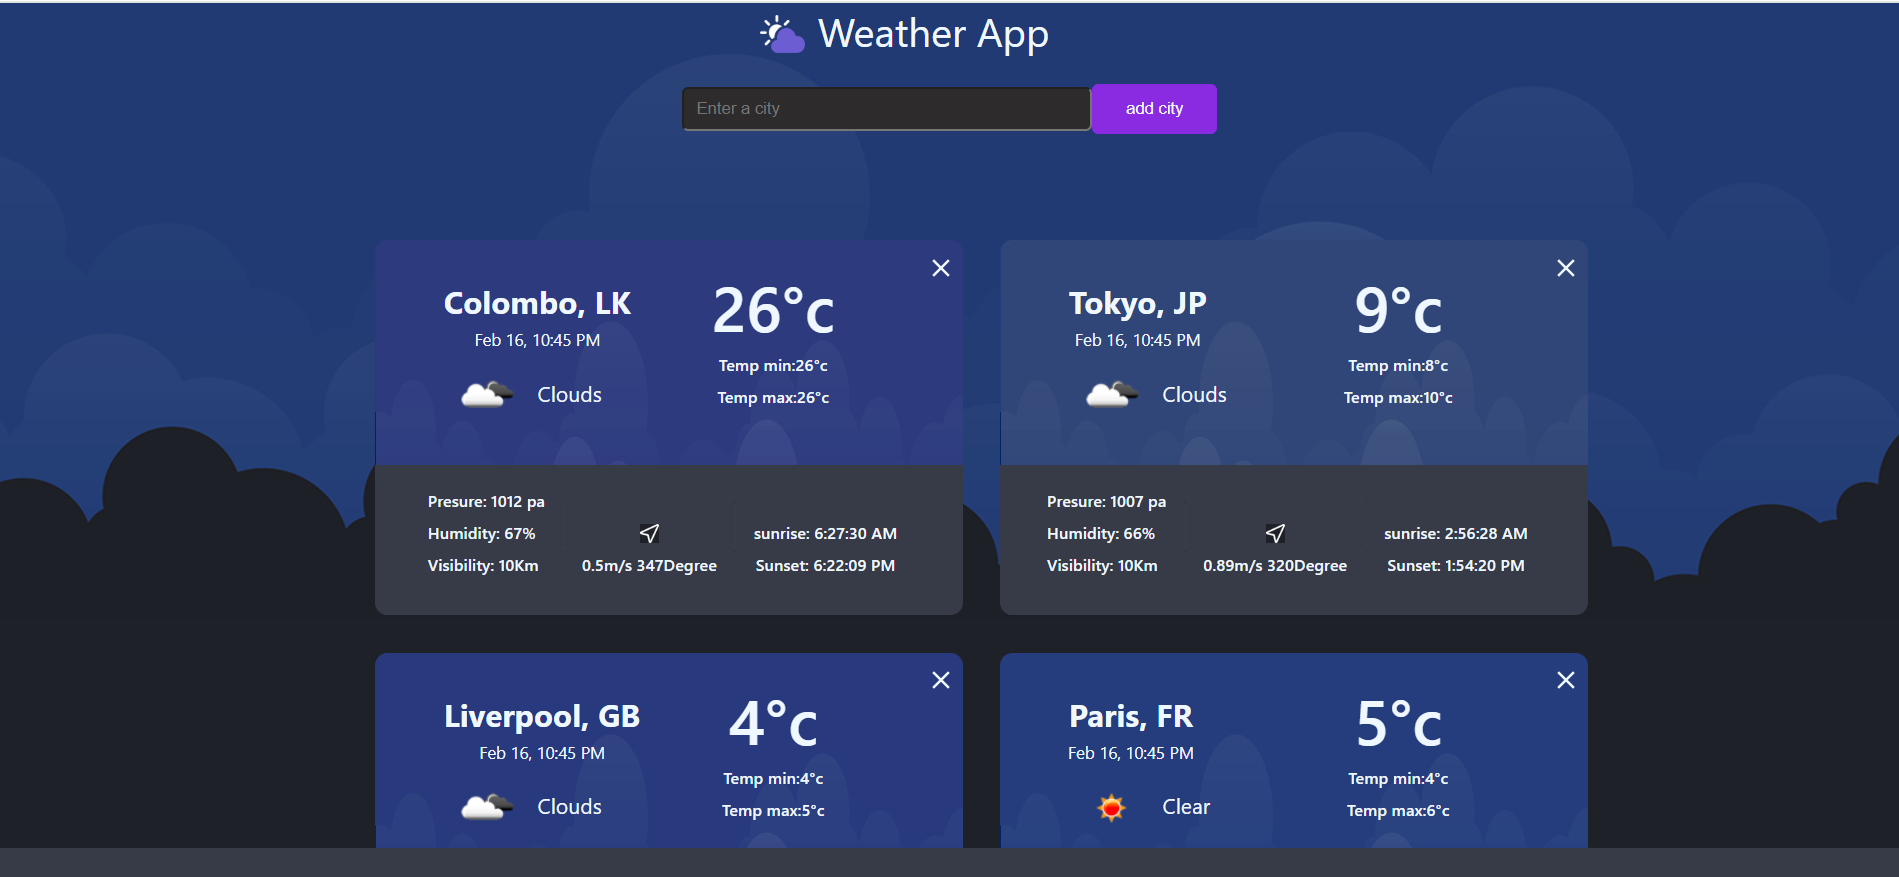 Weather App
Enter a city
add city
Colombo, LK
Feb 16, 10:45 PM
Clouds
26°c
Temp min:26°c
Temp max:26°c
Presure: 1012 pa
Humidity: 67%
Visibility: 10Km
0.5m/s 347Degree
sunrise: 6:27:30 AM
Sunset: 6:22:09 PM
Tokyo, JP
Feb 16, 10:45 PM
Clouds
9°c
Temp min:8°c
Temp max:10°c
Presure: 1007 pa
Humidity: 66%
Visibility: 10Km
0.89m/s 320Degree
sunrise: 2:56:28 AM
Sunset: 1:54:20 PM
Liverpool, GB
Feb 16, 10:45 PM
Clouds
4°c
Temp min:4°c
Temp max:5°c
Paris, FR
Feb 16, 10:45 PM
Clear
5°c
Temp min:4°c
Temp max:6°c